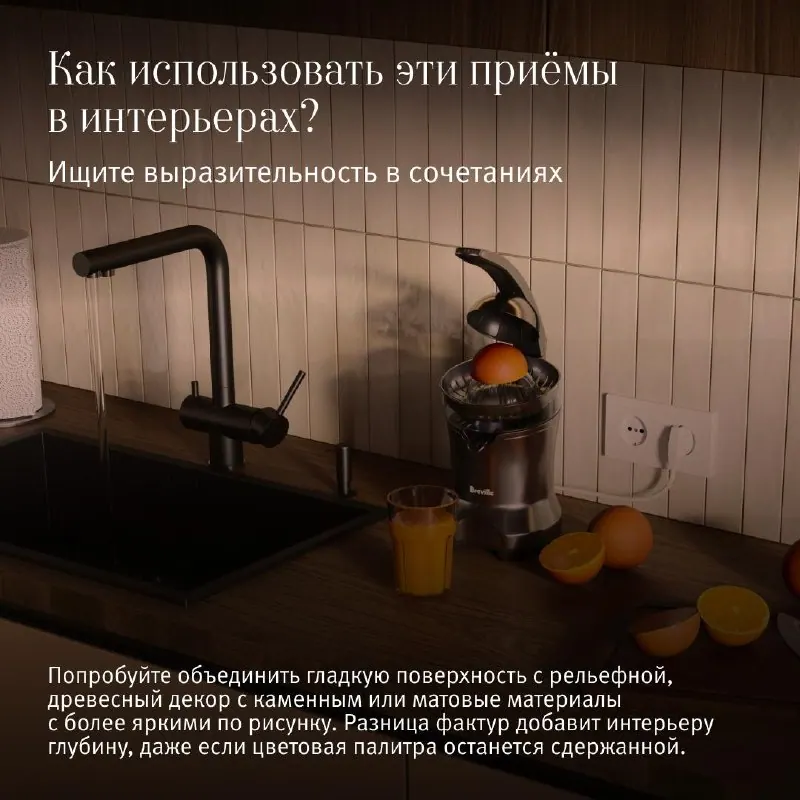 Как использовать эти приёмы
в интерьерах?
Ищите выразительность в сочетаниях
Breville
Попробуйте объединить гладкую поверхность с рельефной,
древесный декор с каменным или матовые материалы
с более яркими по рисунку. Разница фактур добавит интерьеру
глубину, даже если цветовая палитра останется сдержанной.